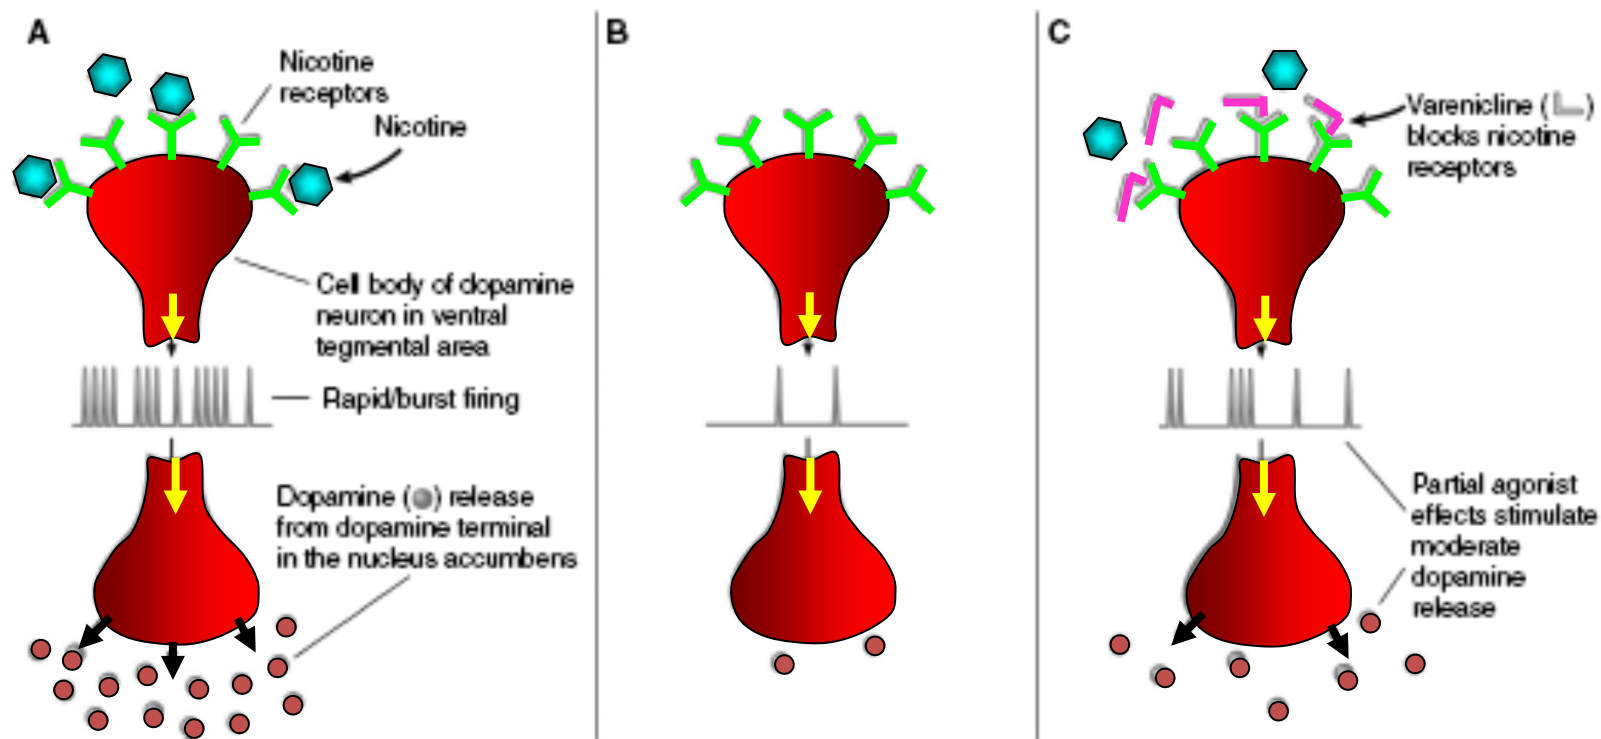 A
Nicotine
receptors
Nicotine
Cell body of dopamine
neuron in ventral
tegmental area
Rapid/burst firing
Dopamine ( ) release
from dopamine terminal
in the nucleus accumbens
B
C
Varenicline ( )
blocks nicotine
receptors
Partial agonist
effects stimulate
moderate
dopamine
release